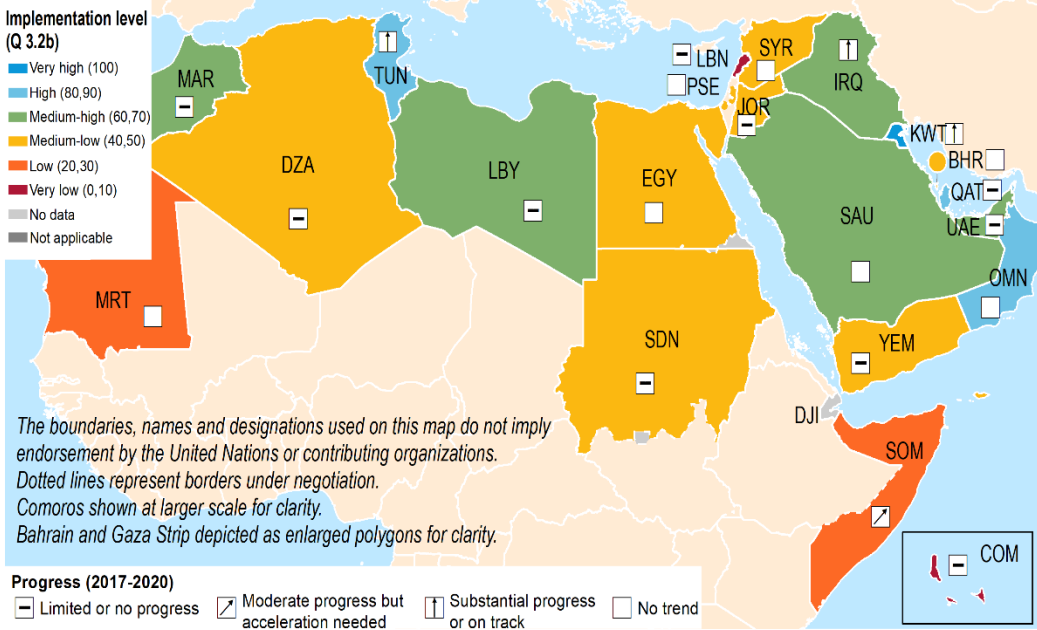 Implementation level
(Q 3.2b)
Very high (100)
High (80,90)
Medium-high (60,70)
Medium-low (40,50)
Low (20,30)
Very low (0,10)
No data
Not applicable
MAR
DZA
TUN
LBY
EGY
LBN
PSE
SYR
JOR
IRQ
KWT
BHR
QAT
UAE
SAU
OMN
MRT
SDN
YEM
DJI
SOM
COM
The boundaries, names and designations used on this map do not imply
endorsement by the United Nations or contributing organizations.
Dotted lines represent borders under negotiation.
Comoros shown at larger scale for clarity.
Bahrain and Gaza Strip depicted as enlarged polygons for clarity.
Progress (2017-2020)
Limited or no progress
Moderate progress but
acceleration needed
Substantial progress
or on track
No trend